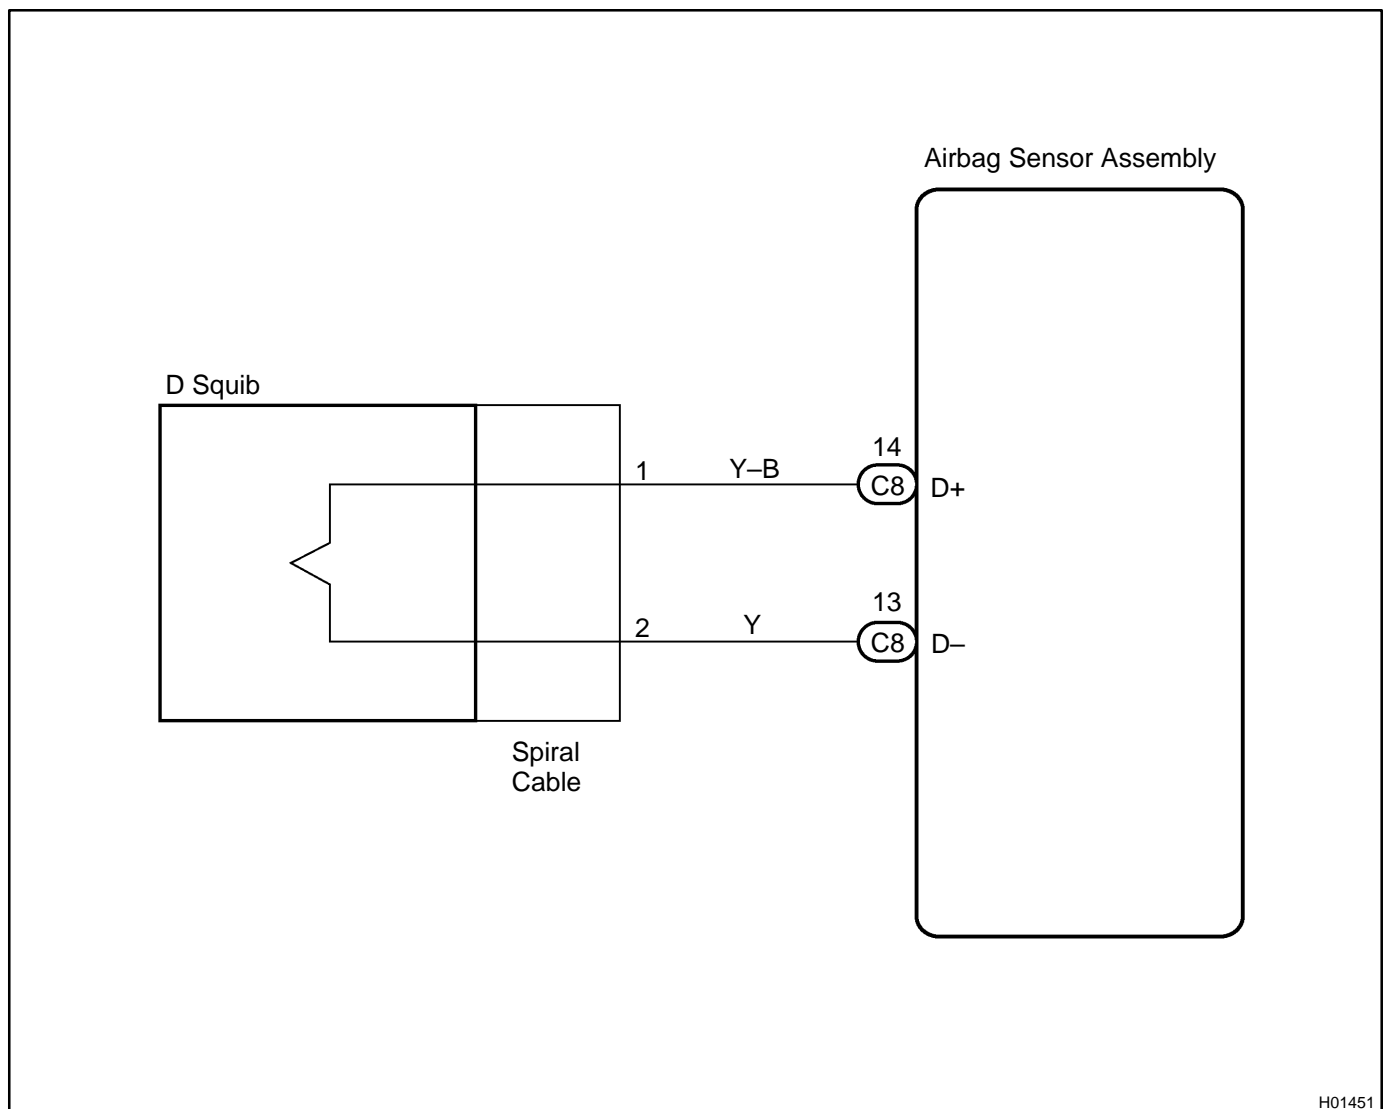 Airbag Sensor Assembly
D Squib
14
1
Y–B
C8
D+
13
2
Y
C8
D–
Spiral
Cable
H01451